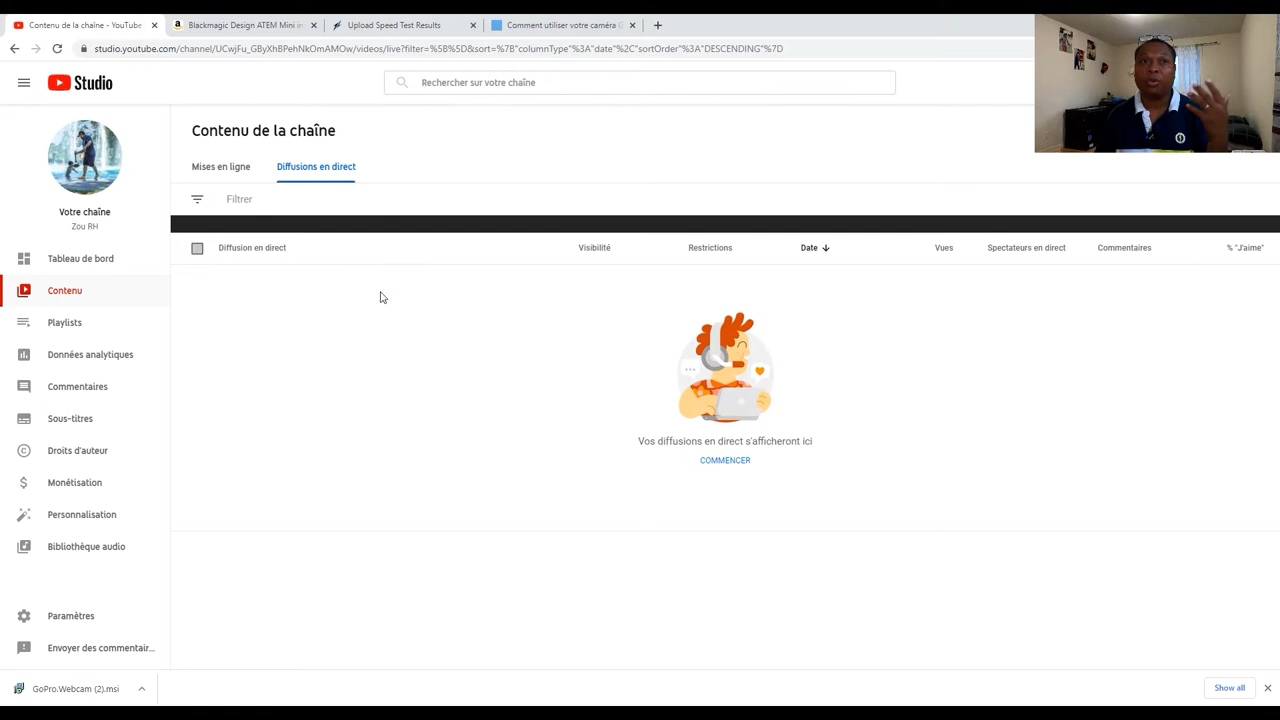 Contenu de la chaîne - YouTube
Blackmagic Design ATEM Mini in
Upload Speed Test Results
Comment utiliser votre caméra G
studio.youtube.com/channel/UCwjFu_GByXhBPehNkOmAMOw/videos/live?filter=%5B%5D&sort=%7B"columnType"%3A"date"%2C"sortOrder"%3A"DESCENDING"%7D
Studio
Rechercher sur votre chaîne
Votre chaîne
Zou RH
Tableau de bord
Contenu
Playlists
Données analytiques
Commentaires
Sous-titres
Droits d'auteur
Monétisation
Personnalisation
Bibliothèque audio
Paramètres
Envoyer des commentair...
Contenu de la chaîne
Mises en ligne
Diffusions en direct
Filtrer
Diffusion en direct
Visibilité
Restrictions
Date
Vues
Spectateurs en direct
Commentaires
% "J'aime"
Vos diffusions en direct s'afficheront ici
COMMENCER
GoPro.Webcam (2).msi
Show all